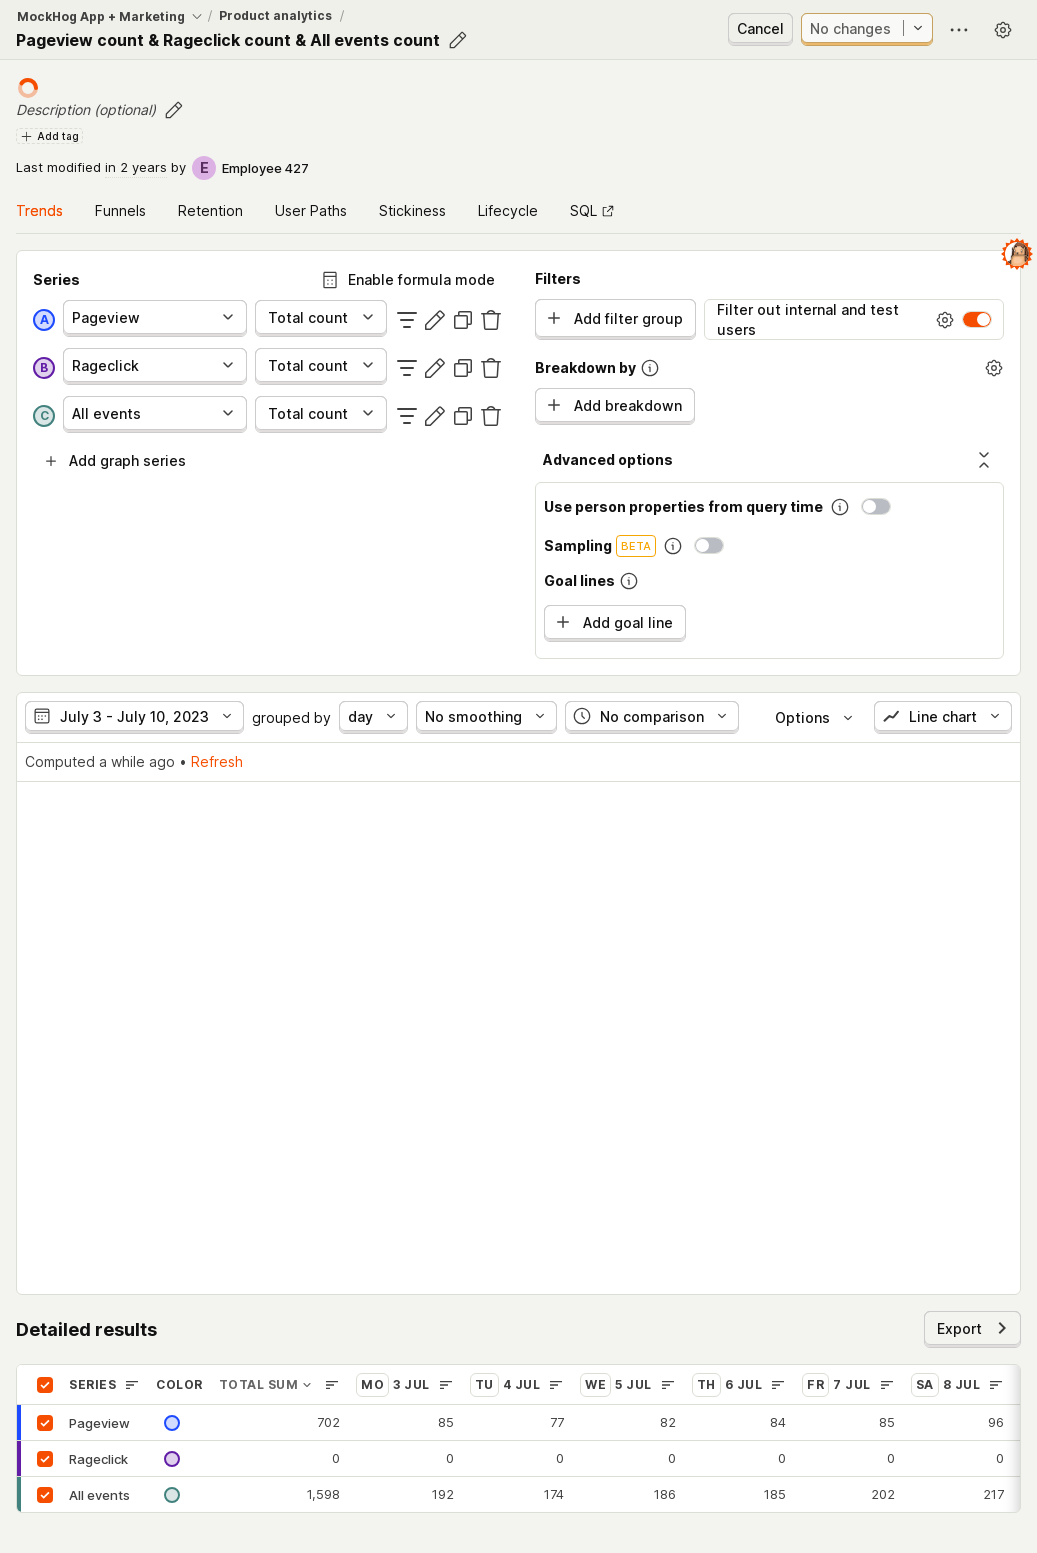 MockHog App + Marketing / Product analytics /
Pageview count & Rageclick count & All events count
Cancel
No changes
Description (optional)
Add tag
Last modified in 2 years by E Employee 427
Trends Funnels Retention User Paths Stickiness Lifecycle SQL
Series
Enable formula mode
A Pageview Total count
B Rageclick Total count
C All events Total count
Add graph series
Filters
Add filter group
Filter out internal and test
users
Breakdown by
Add breakdown
Advanced options
Use person properties from query time
Sampling BETA
Goal lines
Add goal line
July 3 - July 10, 2023 grouped by day No smoothing No comparison Options Line chart
Computed a while ago • Refresh
Detailed results
Export
SERIES COLOR TOTAL SUM MO 3 JUL TU 4 JUL WE 5 JUL TH 6 JUL FR 7 JUL SA 8 JUL
Pageview 702 85 77 82 84 85 96
Rageclick 0 0 0 0 0 0 0
All events 1,598 192 174 186 185 202 217